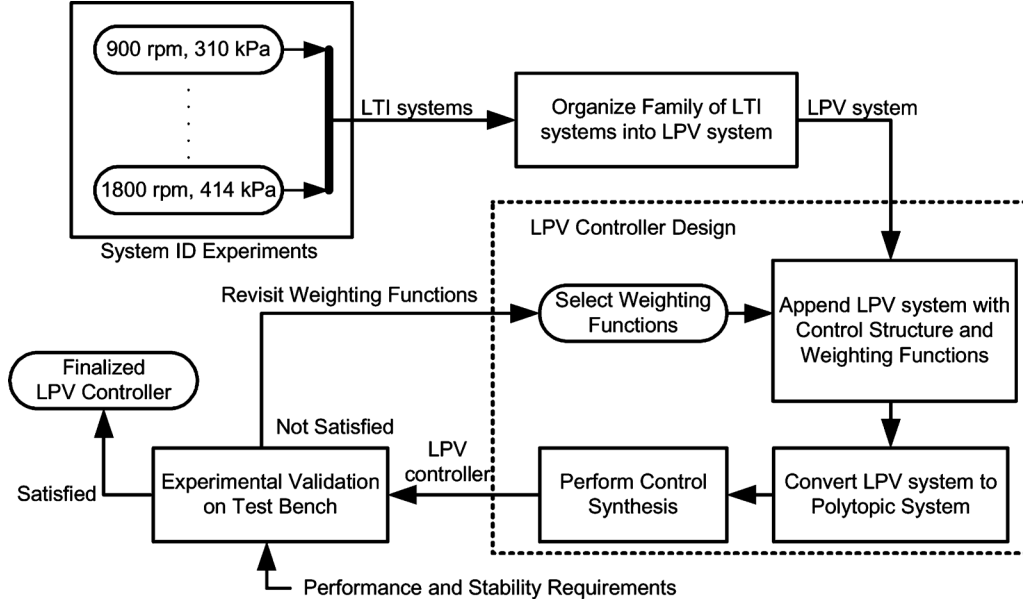 900 rpm, 310 kPa
1800 rpm, 414 kPa
System ID Experiments
LTI systems
Organize Family of LTI
systems into LPV system
LPV system
LPV Controller Design
Revisit Weighting Functions
Select Weighting
Functions
Append LPV system with
Control Structure and
Weighting Functions
Finalized
LPV Controller
Not Satisfied
LPV
controller
Satisfied
Experimental Validation
on Test Bench
Perform Control
Synthesis
Convert LPV system to
Polytopic System
Performance and Stability Requirements